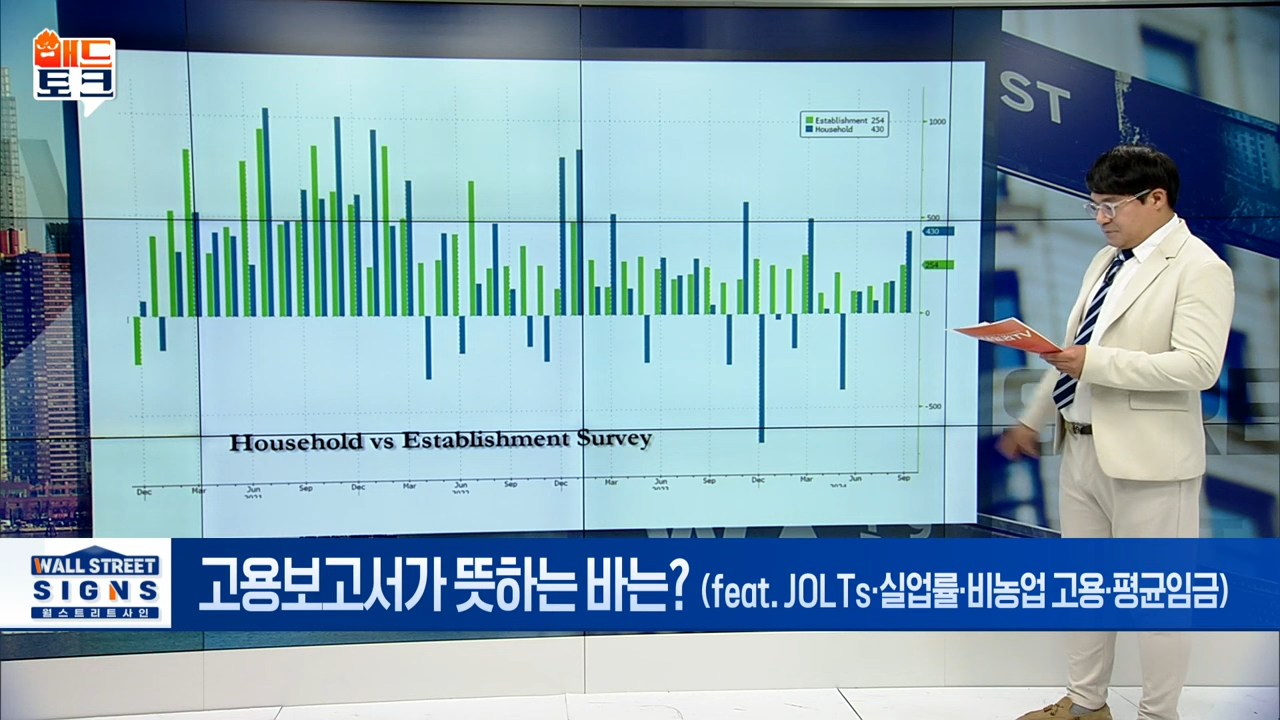 매드
토크
ST
Establishment 254
Household 430
1000
500
430
254
0
-500
Household vs Establishment Survey
Dec Mar Jun Sep Dec Mar Jun Sep Dec Mar Jun Sep Dec Mar Jun Sep
WALL STREET
SIGNS
월스트리트사인
고용보고서가 뜻하는 바는? (feat. JOLTs·실업률·비농업 고용·평균임금)